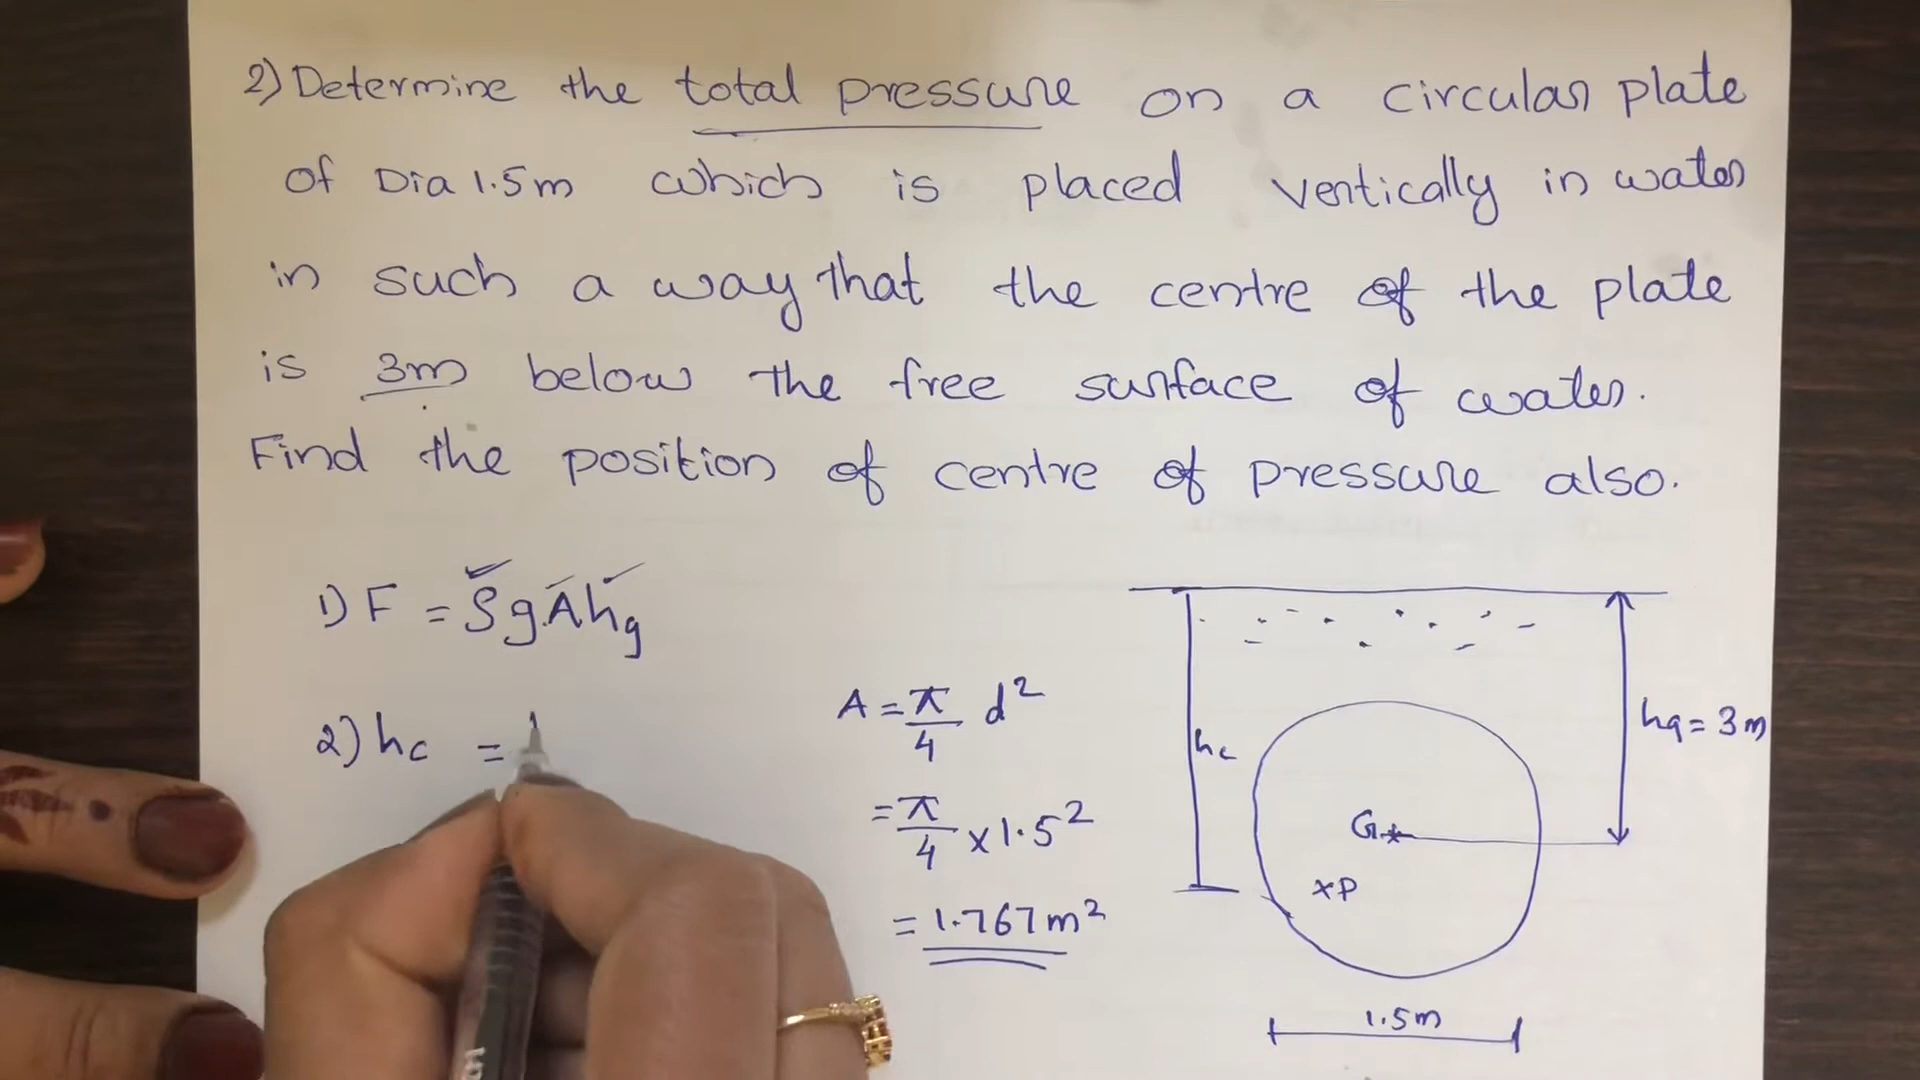 2) Determine the total pressure on a circular plate
of Dia 1.5m which is placed vertically in water
in such a way that the centre of the plate
is 3m below the free surface of water.
Find the position of centre of pressure also.
1) F = ρgAhg
2) hc =
A = π/4 d²
= π/4 × 1.5²
= 1.767m²
hc
hg = 3m
G
×P
1.5m